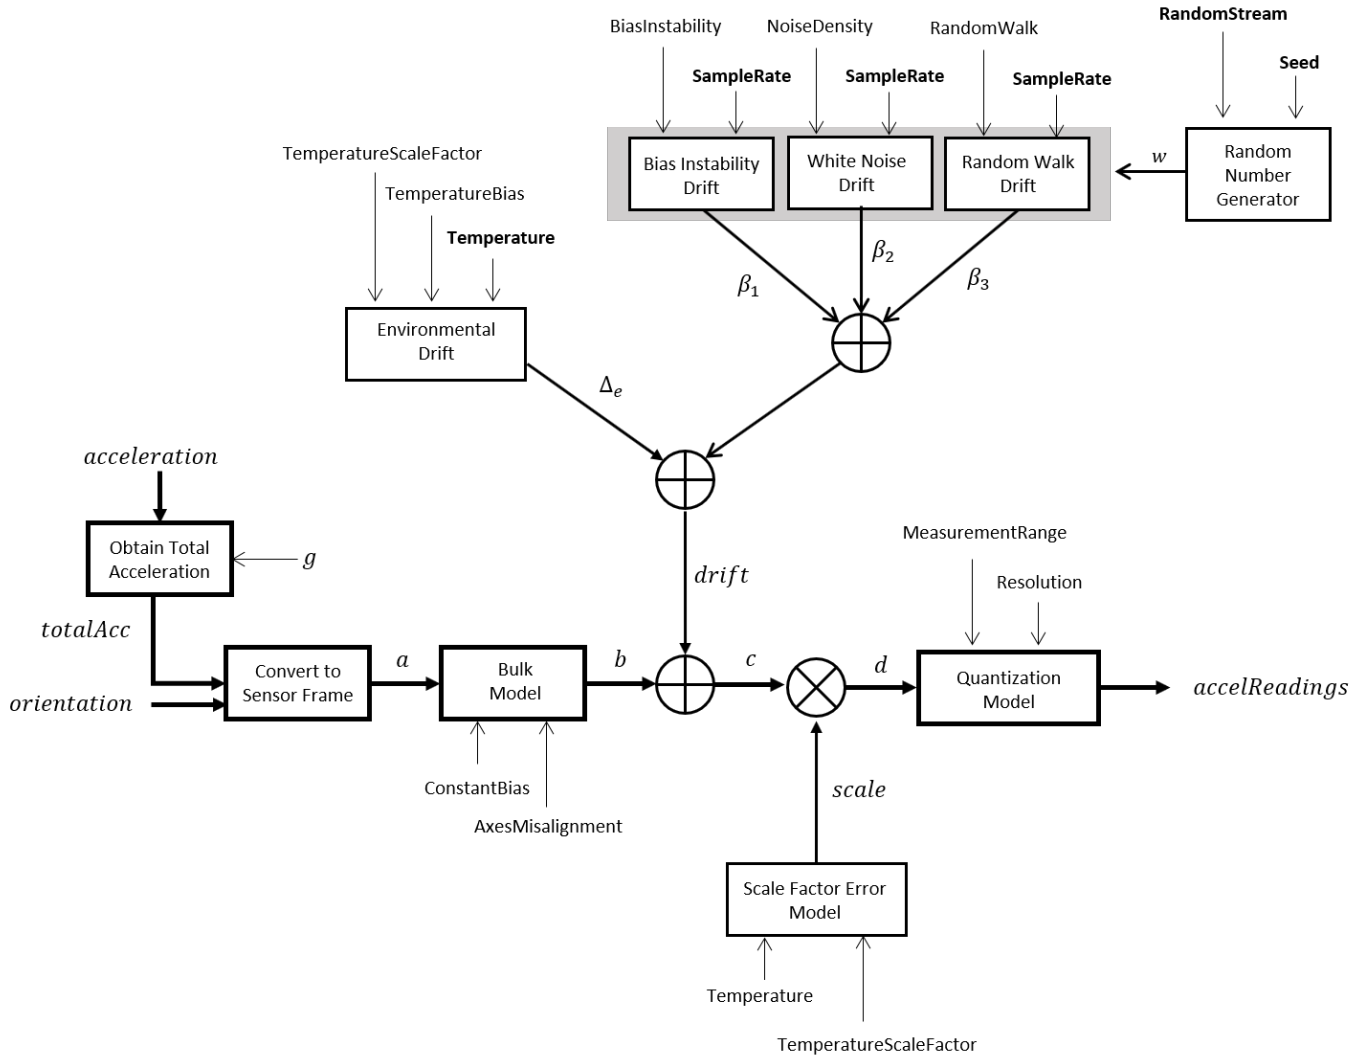 RandomStream
BiasInstability
NoiseDensity
RandomWalk
Seed
SampleRate
SampleRate
SampleRate
Bias Instability
Drift
White Noise
Drift
Random Walk
Drift
w
Random
Number
Generator
TemperatureScaleFactor
TemperatureBias
Temperature
β1
β2
β3
Environmental
Drift
Δe
acceleration
Obtain Total
Acceleration
g
drift
MeasurementRange
Resolution
totalAcc
orientation
Convert to
Sensor Frame
a
Bulk
Model
b
c
d
Quantization
Model
accelReadings
ConstantBias
AxesMisalignment
scale
Scale Factor Error
Model
Temperature
TemperatureScaleFactor